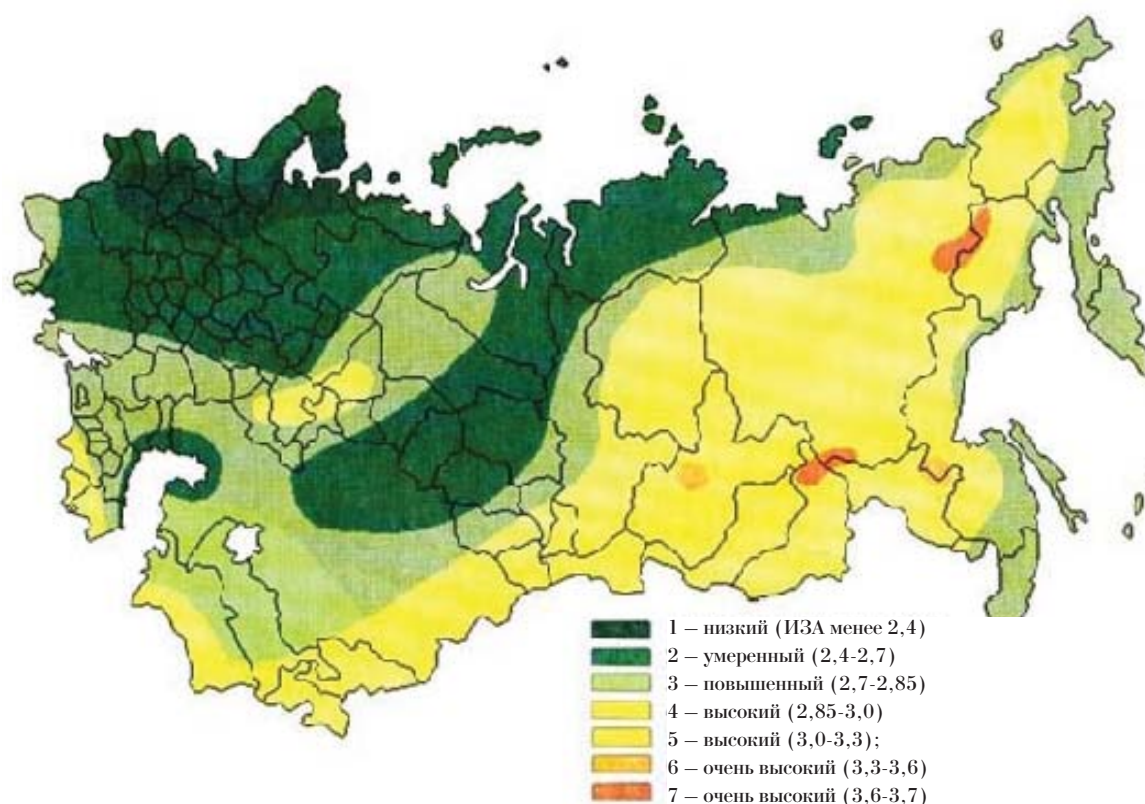 1 – низкий (ИЗА менее 2,4)
2 – умеренный (2,4-2,7)
3 – повышенный (2,7-2,85)
4 – высокий (2,85-3,0)
5 – высокий (3,0-3,3);
6 – очень высокий (3,3-3,6)
7 – очень высокий (3,6-3,7)